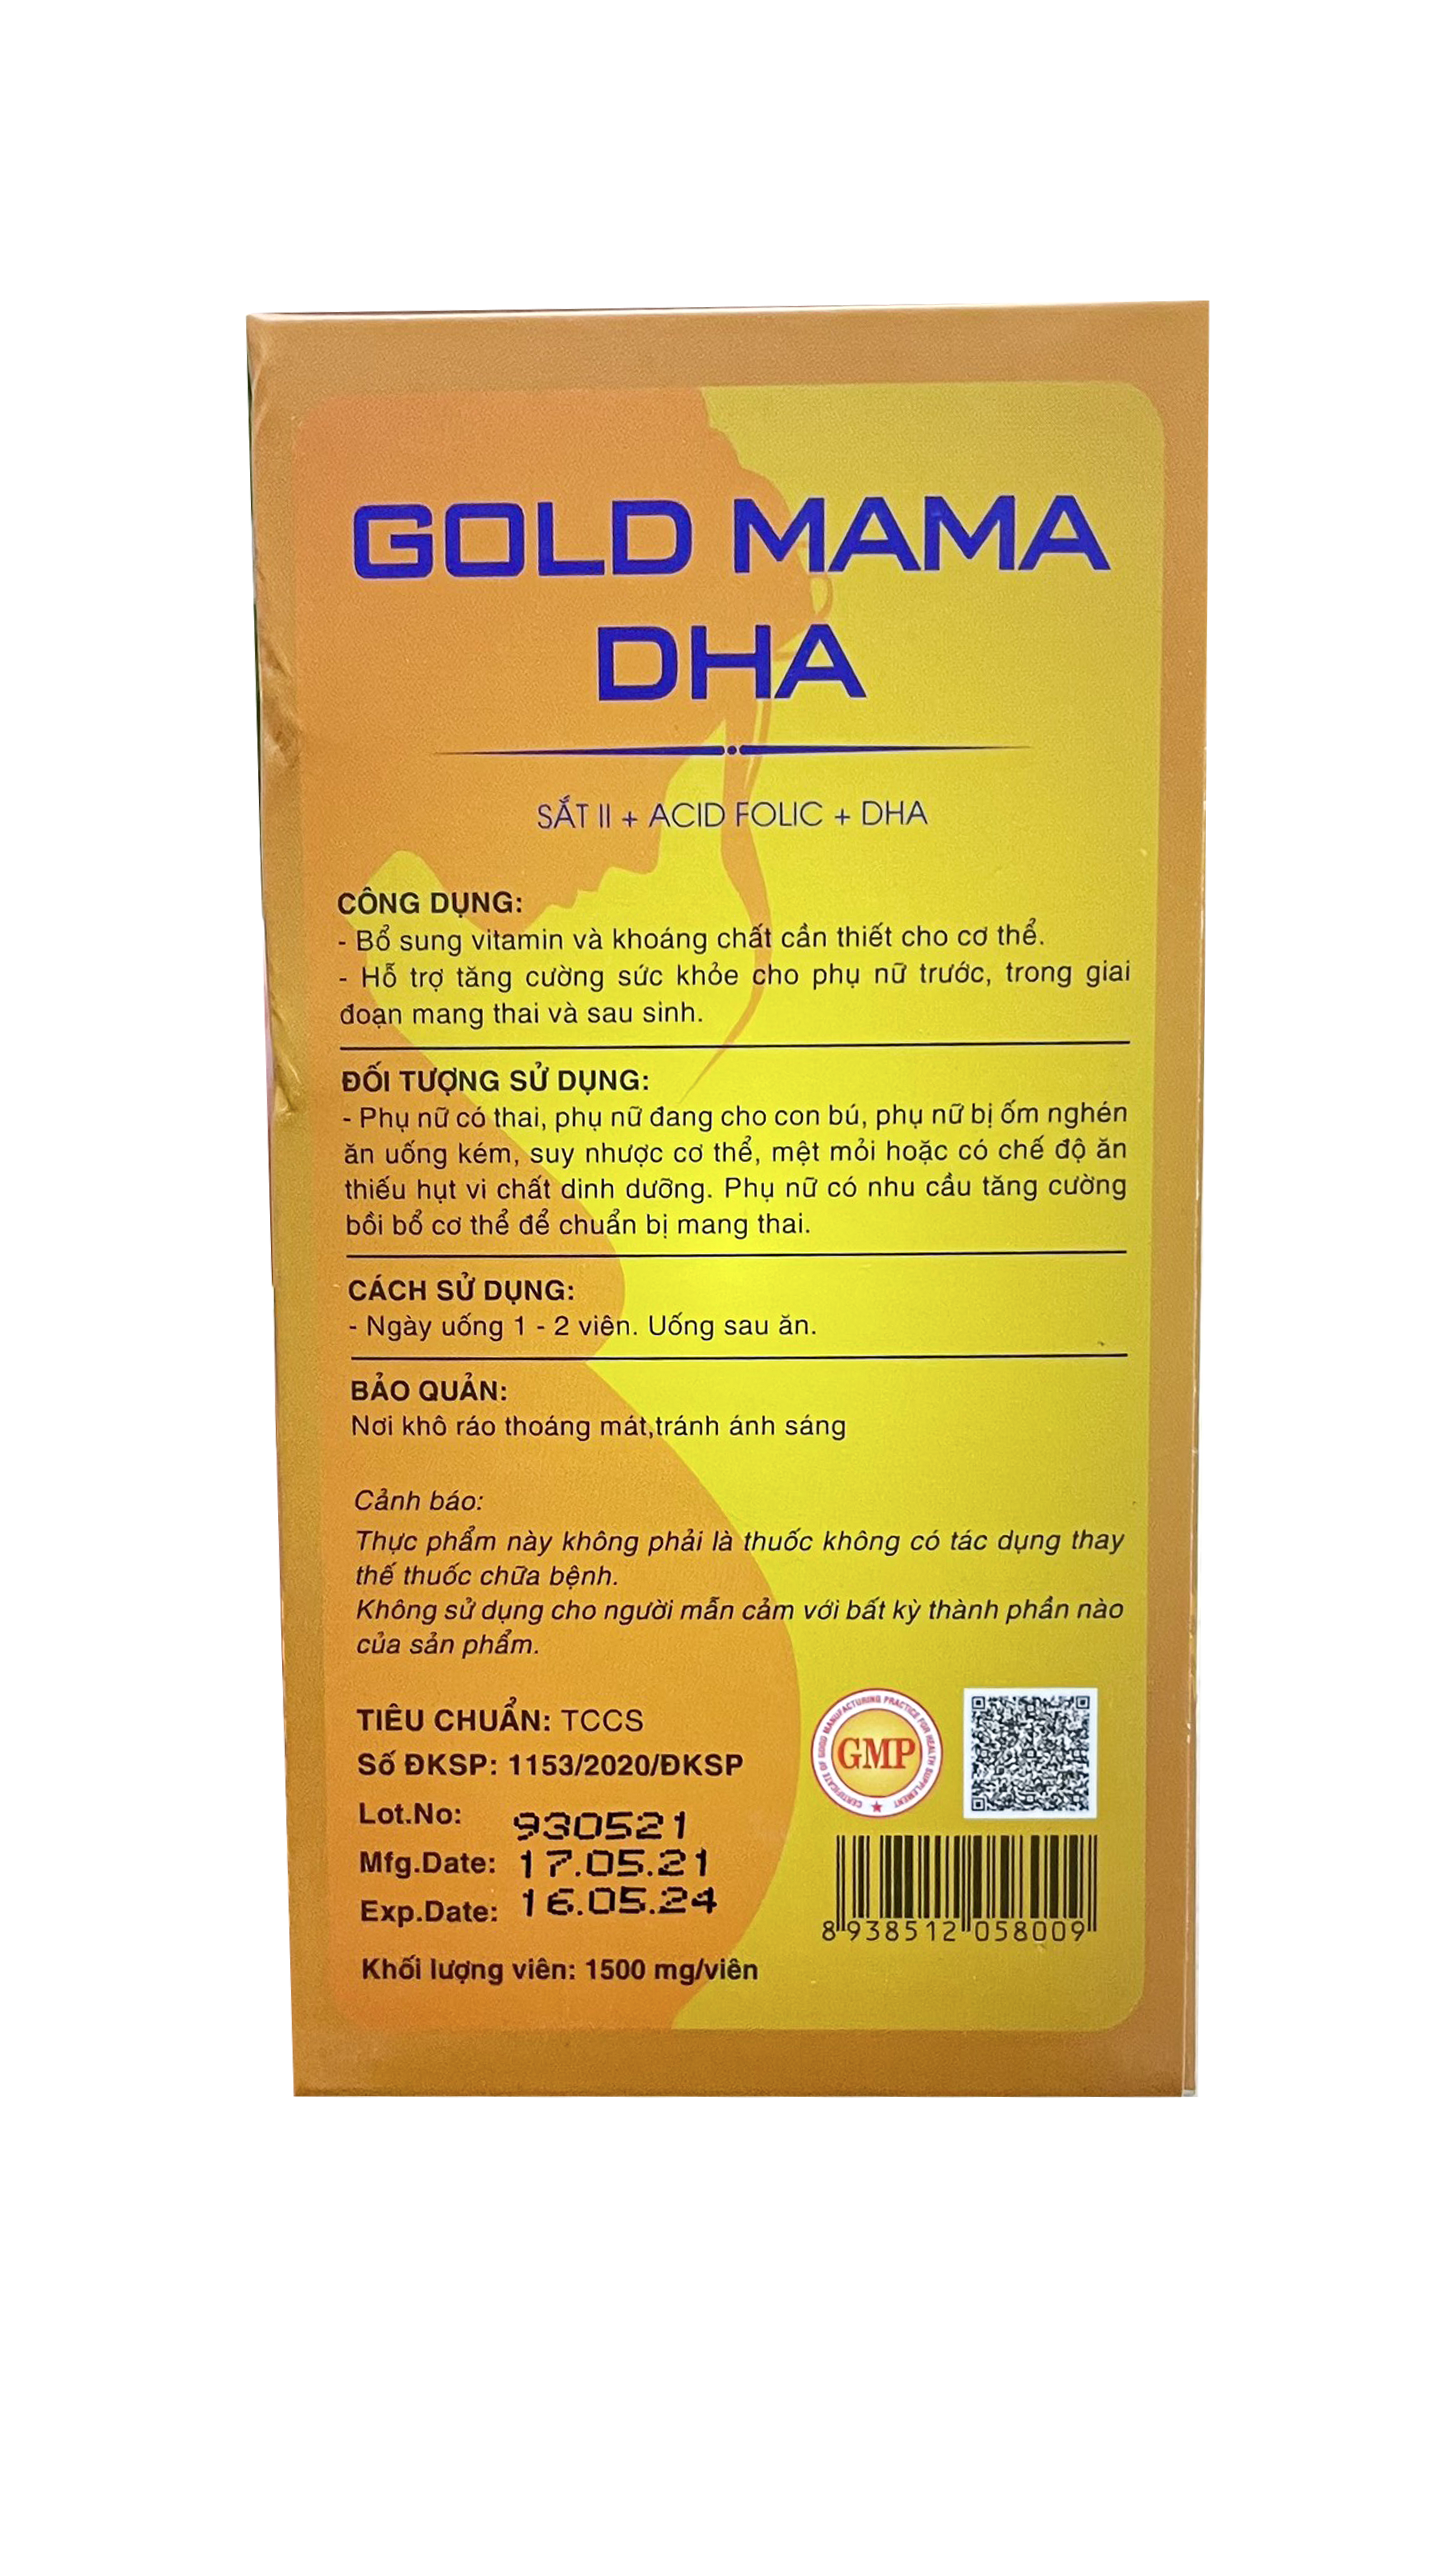 GOLD MAMA
DHA
SẮT II + ACID FOLIC + DHA
CÔNG DỤNG:
- Bổ sung vitamin và khoáng chất cần thiết cho cơ thể.
- Hỗ trợ tăng cường sức khỏe cho phụ nữ trước, trong giai
đoạn mang thai và sau sinh.
ĐỐI TƯỢNG SỬ DỤNG:
- Phụ nữ có thai, phụ nữ đang cho con bú, phụ nữ bị ốm nghén
ăn uống kém, suy nhược cơ thể, mệt mỏi hoặc có chế độ ăn
thiếu hụt vi chất dinh dưỡng. Phụ nữ có nhu cầu tăng cường
bồi bổ cơ thể để chuẩn bị mang thai.
CÁCH SỬ DỤNG:
- Ngày uống 1 - 2 viên. Uống sau ăn.
BẢO QUẢN:
Nơi khô ráo thoáng mát,tránh ánh sáng
Cảnh báo:
Thực phẩm này không phải là thuốc không có tác dụng thay
thế thuốc chữa bệnh.
Không sử dụng cho người mẫn cảm với bất kỳ thành phần nào
của sản phẩm.
TIÊU CHUẨN: TCCS
Số ĐKSP: 1153/2020/ĐKSP
Lot.No: 930521
Mfg.Date: 17.05.21
Exp.Date: 16.05.24
Khối lượng viên: 1500 mg/viên
CERTIFICATE OF GOOD MANUFACTURING PRACTICE FOR HEALTH SUPPLEMENT
GMP
8 938512 058009